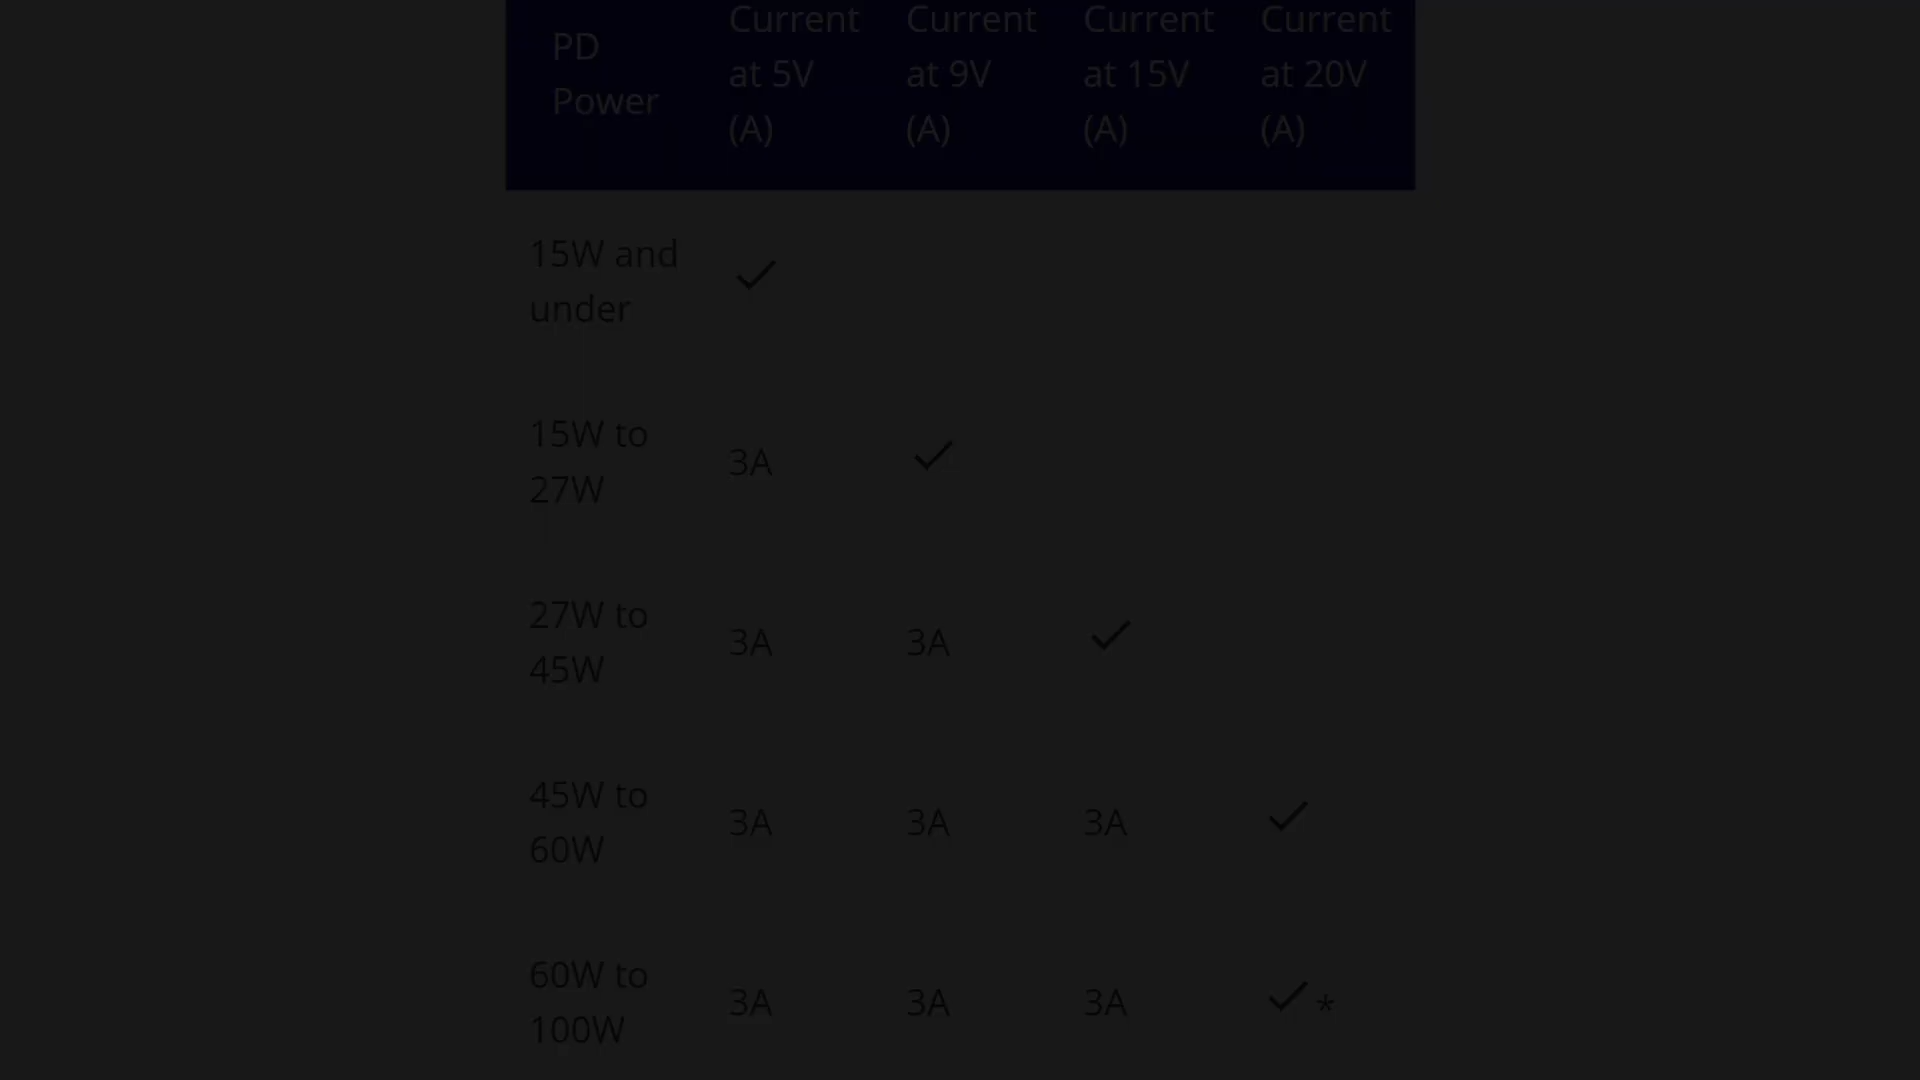 PD Power Current at 5V (A) Current at 9V (A) Current at 15V (A) Current at 20V (A)
15W and under ✓
15W to 27W 3A ✓
27W to 45W 3A 3A ✓
45W to 60W 3A 3A 3A ✓
60W to 100W 3A 3A 3A ✓*